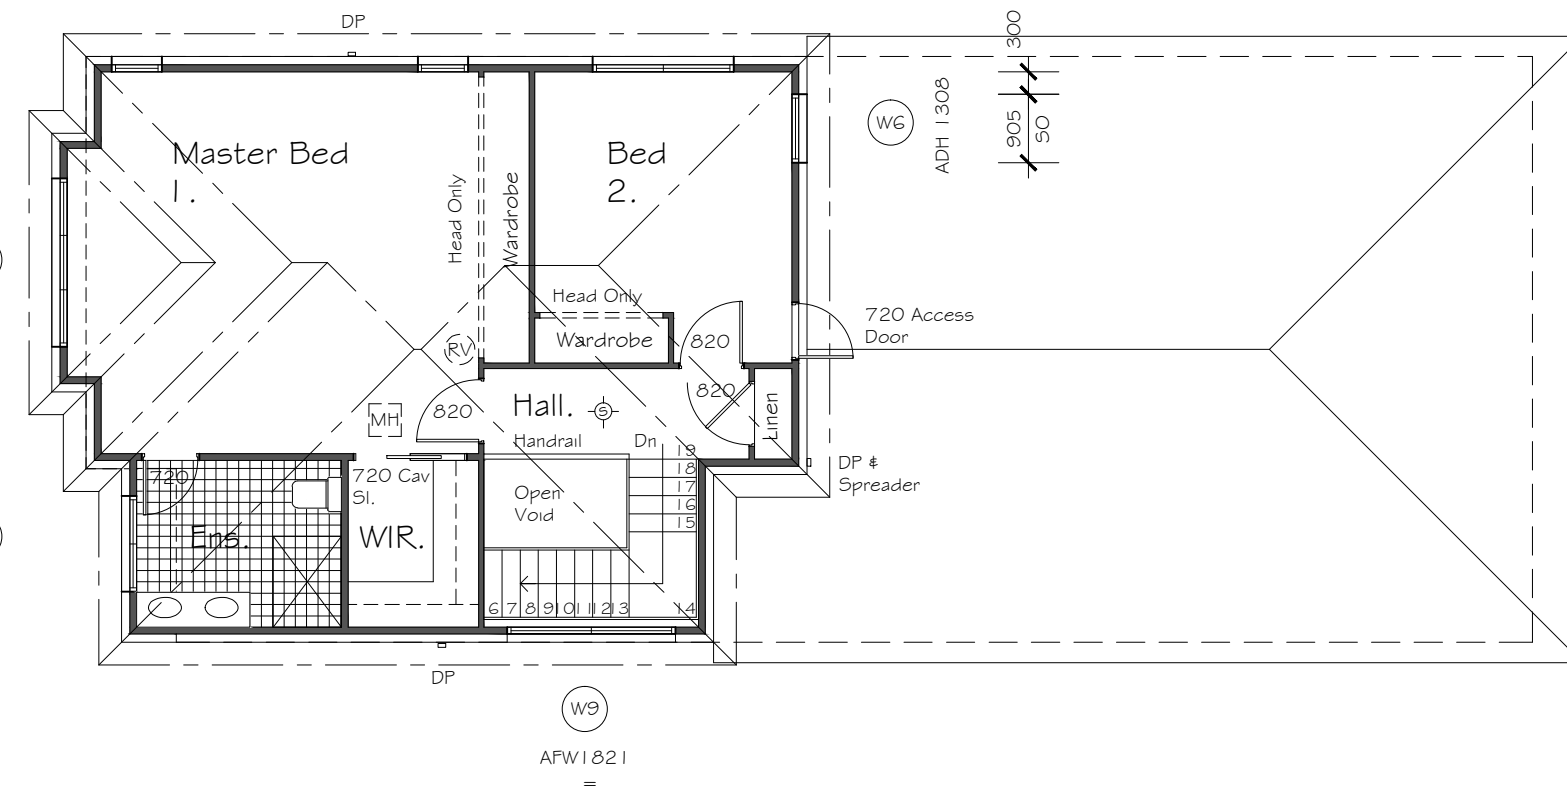 DP
300
W6
ADH 1308
905
SO
Master Bed
1.
Bed
2.
Head Only
Wardrobe
Head Only
Wardrobe
RV
820
720 Access
Door
820
MH
820
Hall.
S
Linen
Handrail
Dn
720
720 Cav
Sl.
Open
Void
19
18
17
16
15
DP &
Spreader
Ens.
WIR.
6 7 8 9 10 11 12 13
14
DP
W9
AFW1821
=